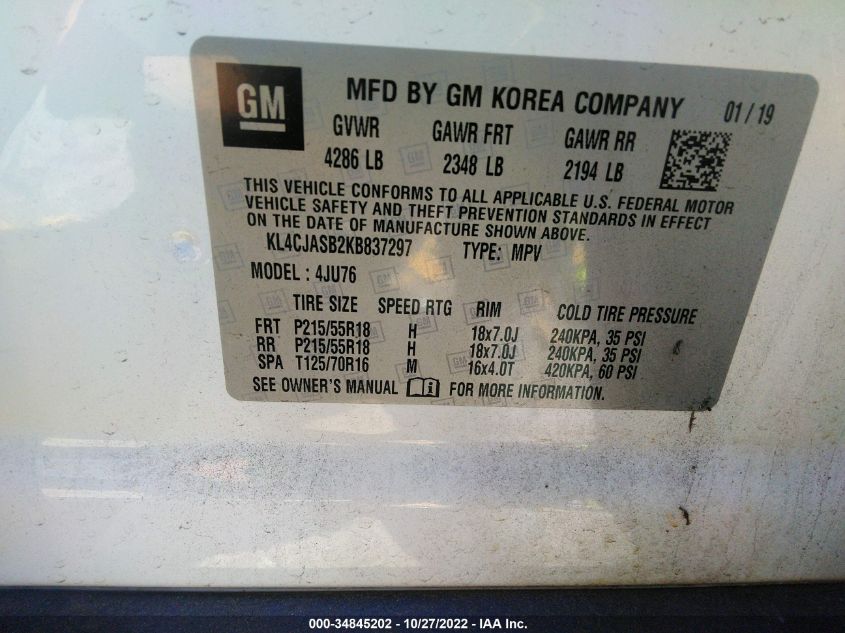 GM
MFD BY GM KOREA COMPANY 01/19
GVWR GAWR FRT GAWR RR
4286 LB 2348 LB 2194 LB
THIS VEHICLE CONFORMS TO ALL APPLICABLE U.S. FEDERAL MOTOR
VEHICLE SAFETY AND THEFT PREVENTION STANDARDS IN EFFECT
ON THE DATE OF MANUFACTURE SHOWN ABOVE.
KL4CJASB2KB837297 TYPE: MPV
MODEL : 4JU76
TIRE SIZE SPEED RTG RIM COLD TIRE PRESSURE
FRT P215/55R18 H 18x7.0J 240KPA, 35 PSI
RR P215/55R18 H 18x7.0J 240KPA, 35 PSI
SPA T125/70R16 M 16x4.0T 420KPA, 60 PSI
SEE OWNER'S MANUAL FOR MORE INFORMATION.
000-34845202 - 10/27/2022 - IAA Inc.